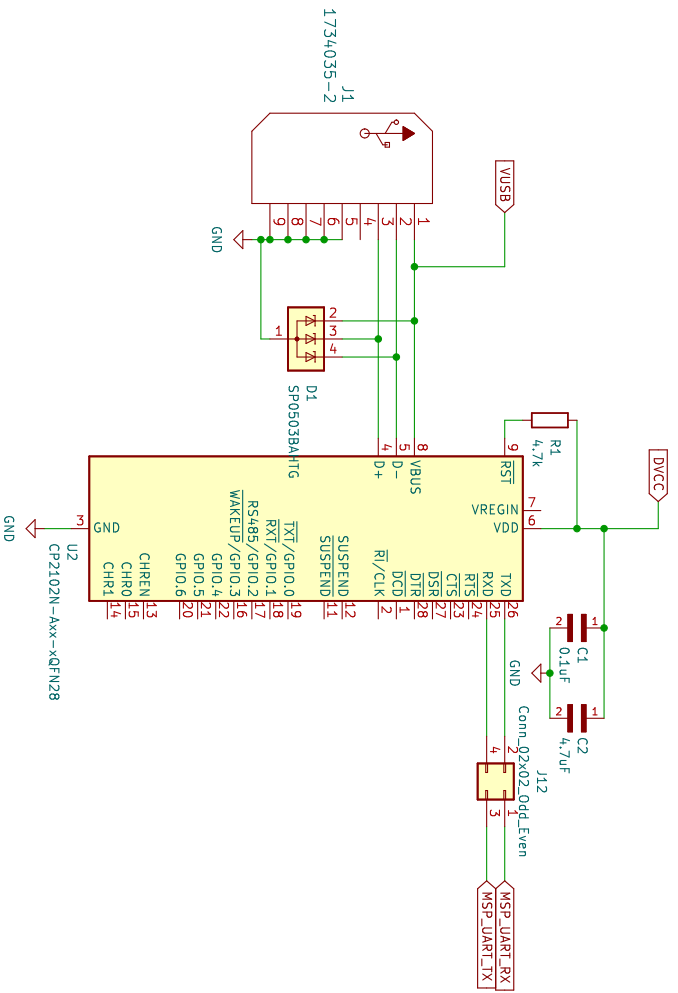 1734035-2
J1
1
2
3
4
5
6
7
8
9
GND
VUSB
2
3
4
1
D1
SP0503BAHTG
R1
4.7k
DVCC
9
RST
8
VBUS
5
D-
4
D+
7
VREGIN
6
VDD
3
GND
GND
U2
CP2102N-Axx-xQFN28
TXD
26
RXD
25
RTS
24
CTS
23
DSR
27
DTR
28
DCD
1
RI/CLK
2
SUSPEND
12
SUSPEND
11
TXT/GPIO.0
19
RXT/GPIO.1
18
RS485/GPIO.2
17
WAKEUP/GPIO.3
16
GPIO.4
22
GPIO.5
21
GPIO.6
20
CHREN
13
CHR0
15
CHR1
14
2
1
C1
0.1uF
2
1
C2
4.7uF
GND
J12
Conn_02x02_Odd_Even
2
4
1
3
MSP_UART_RX
MSP_UART_TX